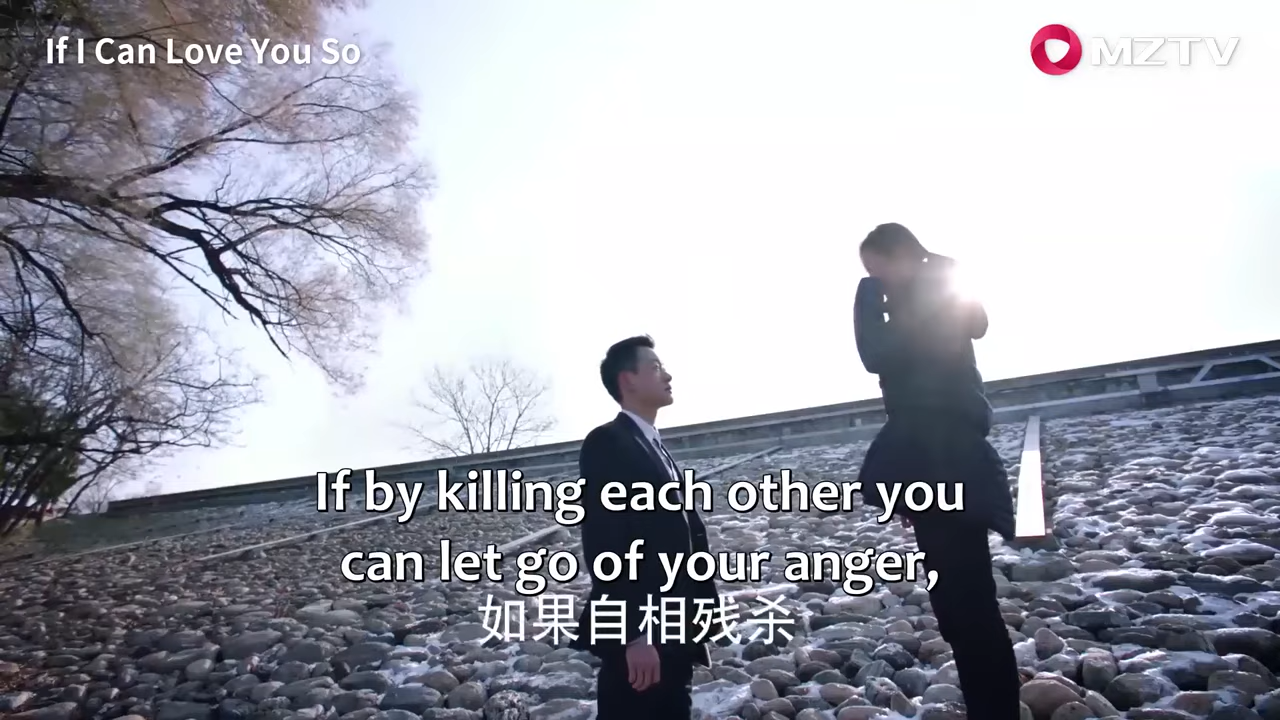 If I Can Love You So
MZTV
If by killing each other you
can let go of your anger,
如果自相残杀